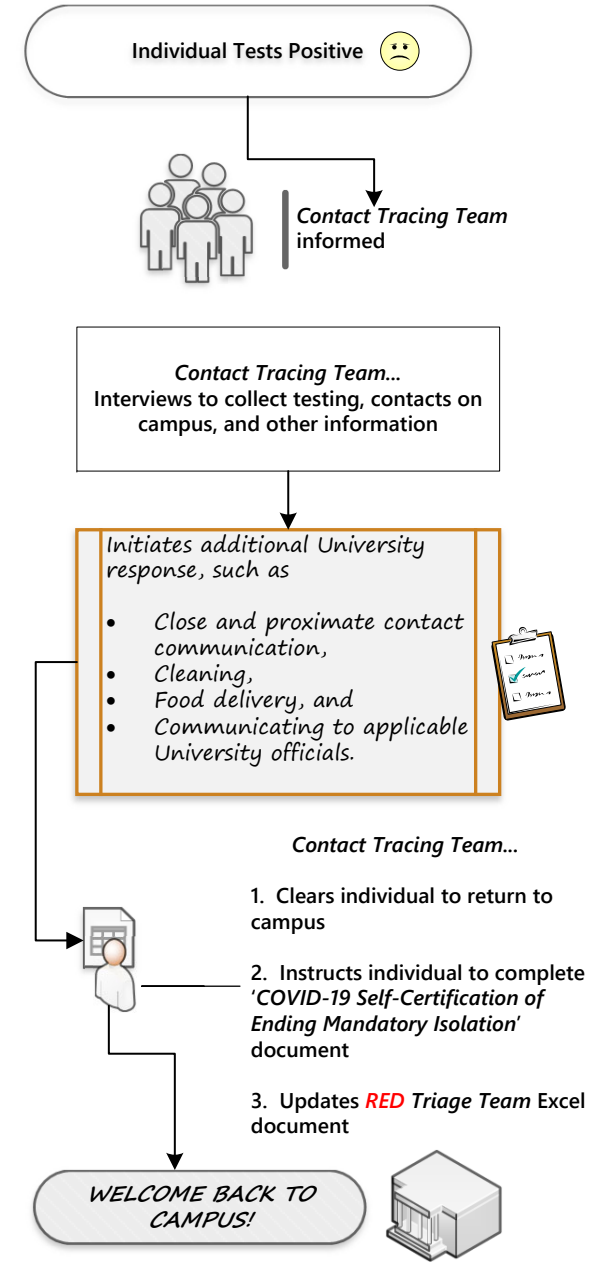 Individual Tests Positive
Contact Tracing Team
informed
Contact Tracing Team...
Interviews to collect testing, contacts on
campus, and other information
Initiates additional University
response, such as
• Close and proximate contact
communication,
• Cleaning,
• Food delivery, and
• Communicating to applicable
University officials.
Contact Tracing Team...
1. Clears individual to return to
campus
2. Instructs individual to complete
'COVID-19 Self-Certification of
Ending Mandatory Isolation'
document
3. Updates RED Triage Team Excel
document
WELCOME BACK TO
CAMPUS!